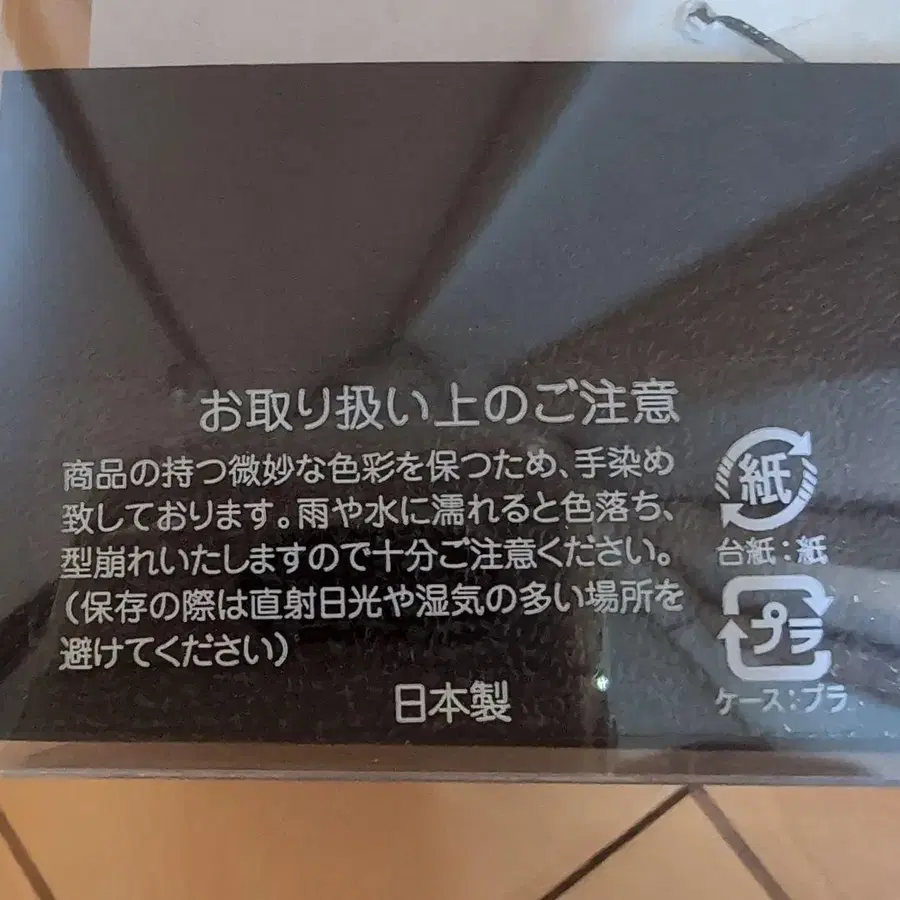 お取り扱い上のご注意
商品の持つ微妙な色彩を保つため、手染め
致しております。雨や水に濡れると色落ち、
型崩れいたしますので十分ご注意ください。
(保存の際は直射日光や湿気の多い場所を
避けてください)
日本製
紙
台紙:紙
プラ
ケース:プラ